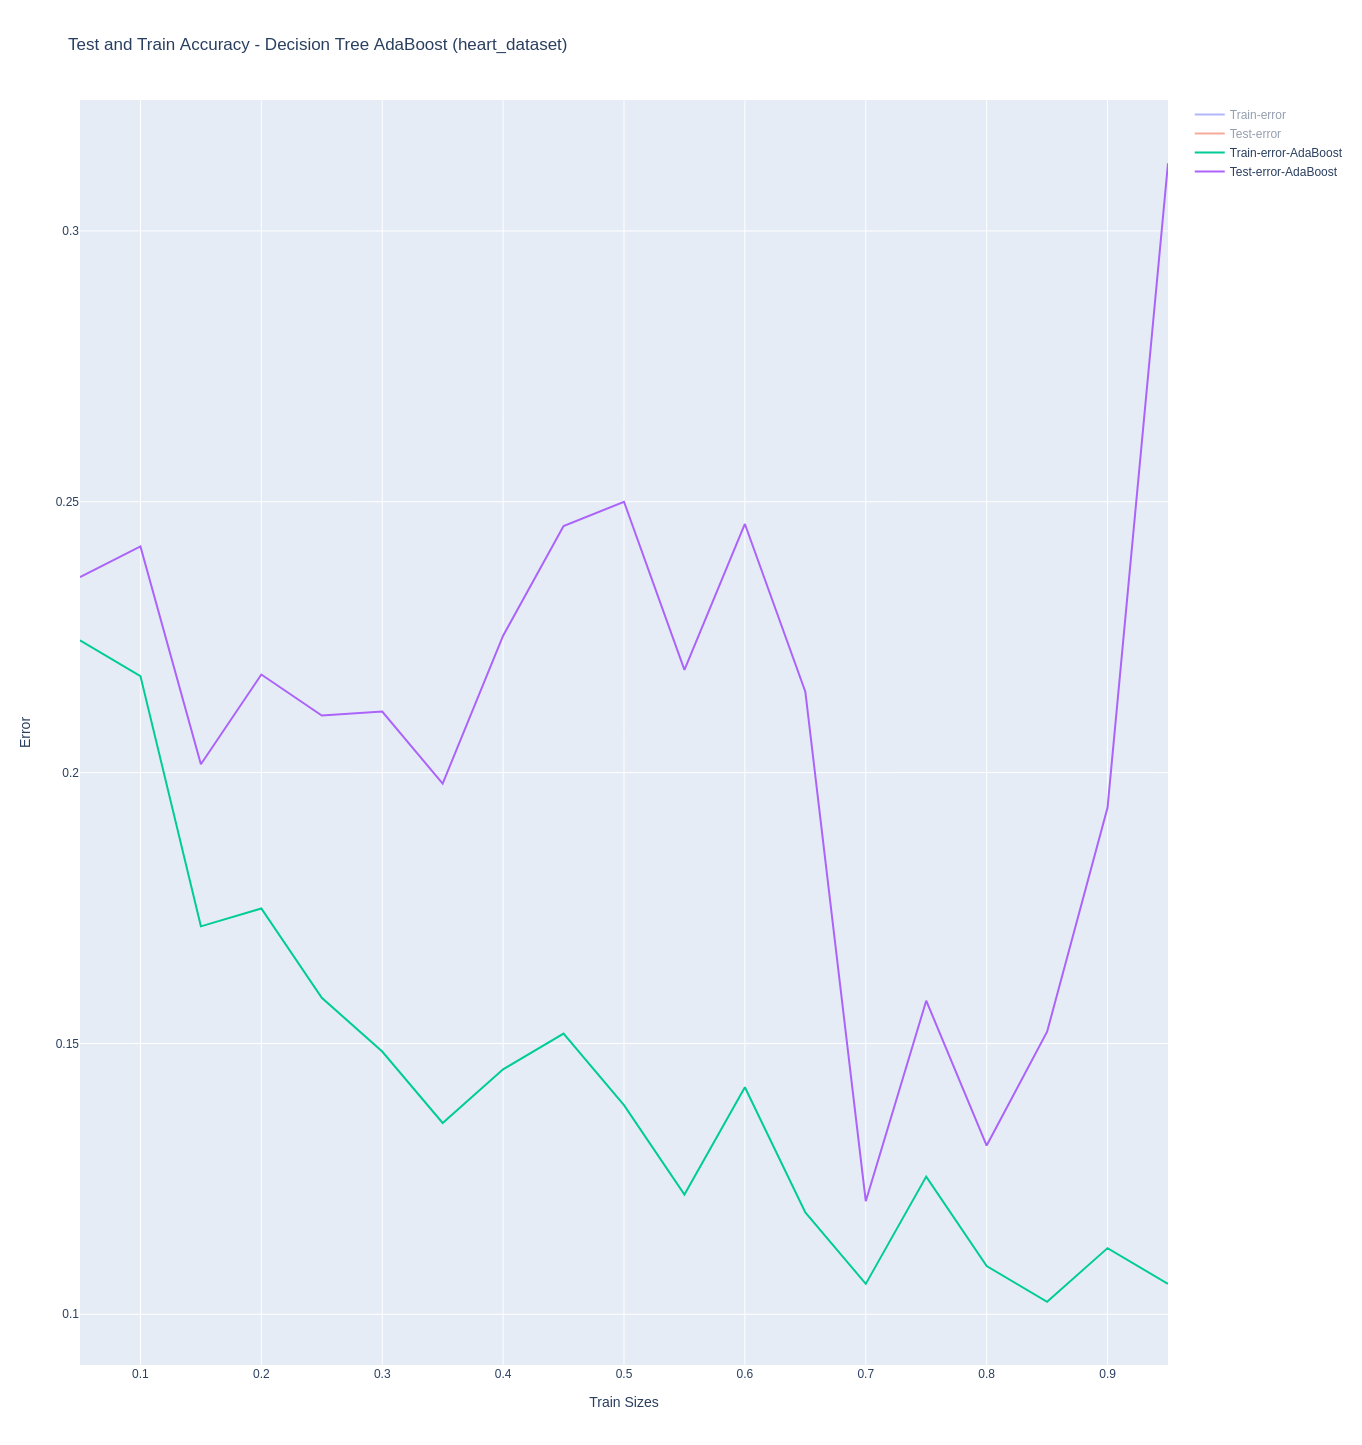 Test and Train Accuracy - Decision Tree AdaBoost (heart_dataset)
Train-error
Test-error
Train-error-AdaBoost
Test-error-AdaBoost
0.3
0.25
0.2
0.15
0.1
Error
0.1 0.2 0.3 0.4 0.5 0.6 0.7 0.8 0.9
Train Sizes